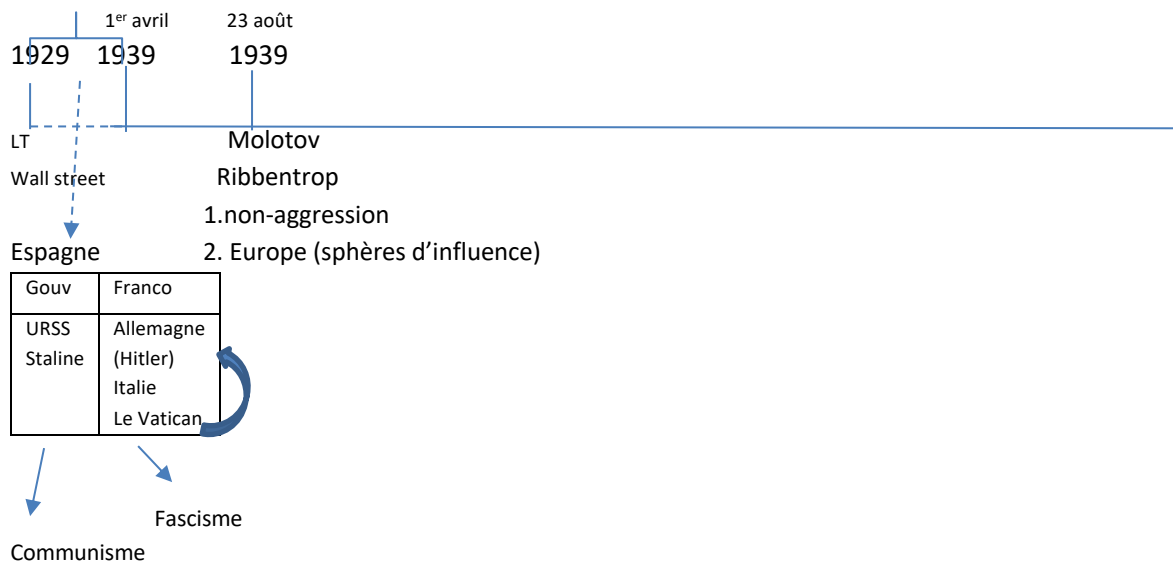 1er avril 23 août
1929 1939 1939
LT Molotov
Wall street Ribbentrop
1.non-aggression
Espagne 2. Europe (sphères d’influence)
Gouv Franco
URSS Allemagne
Staline (Hitler)
Italie
Le Vatican
Fascisme
Communisme